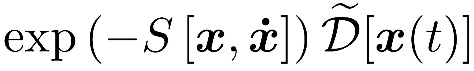 exp (−S [𝒙, 𝒙̇]) 𝒟̃[𝒙(t)]